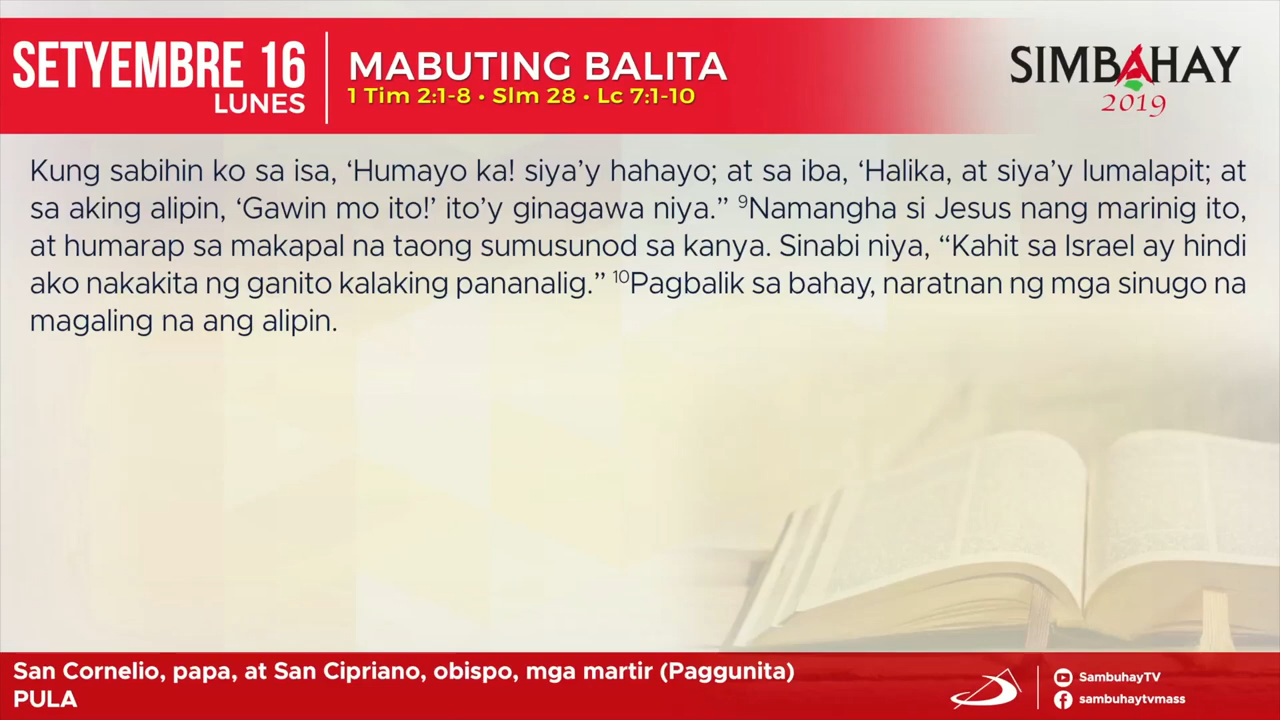 SETYEMBRE 16
LUNES
MABUTING BALITA
1 Tim 2:1-8 • Slm 28 • Lc 7:1-10
SIMBAHAY
2019
Kung sabihin ko sa isa, ‘Humayo ka! siya’y hahayo; at sa iba, ‘Halika, at siya’y lumalapit; at
sa aking alipin, ‘Gawin mo ito!’ ito’y ginagawa niya.” ⁹Namangha si Jesus nang marinig ito,
at humarap sa makapal na taong sumusunod sa kanya. Sinabi niya, “Kahit sa Israel ay hindi
ako nakakita ng ganito kalaking pananalig.” ¹⁰Pagbalik sa bahay, naratnan ng mga sinugo na
magaling na ang alipin.
San Cornelio, papa, at San Cipriano, obispo, mga martir (Paggunita)
PULA
SambuhayTV
sambuhaytvmass